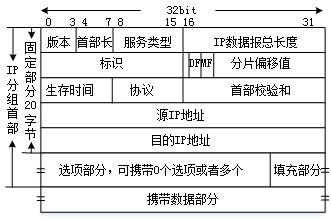 32bit
0 3 4 7 8 15 16 31
版本 首部长 服务类型 IP数据报总长度
标识 DF MF 分片偏移值
生存时间 协议 首部校验和
源IP地址
目的IP地址
选项部分，可携带0个选项或者多个 填充部分
携带数据部分
IP分组首部
固定部分20字节